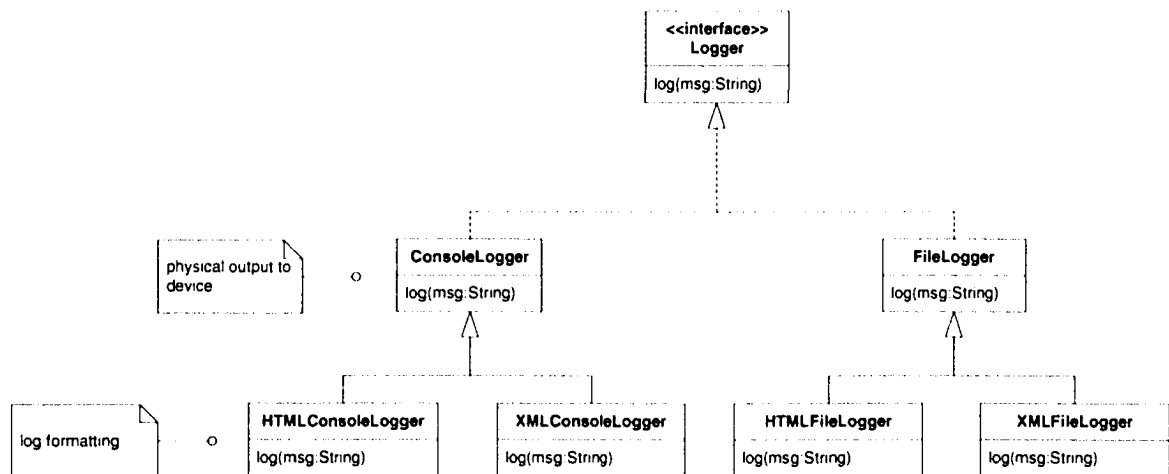 <<interface>>
Logger
log(msg:String)
physical output to
device
ConsoleLogger
log(msg:String)
FileLogger
log(msg:String)
log formatting
HTMLConsoleLogger
log(msg:String)
XMLConsoleLogger
log(msg:String)
HTMLFileLogger
log(msg:String)
XMLFileLogger
log(msg:String)